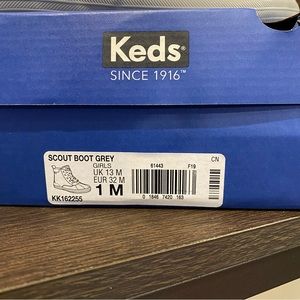 Keds®
SINCE 1916™
SCOUT BOOT GREY
GIRLS
UK 13 M
EUR 32 M
1 M
KK162255
61443
F19
CN
0 1846 7420 163